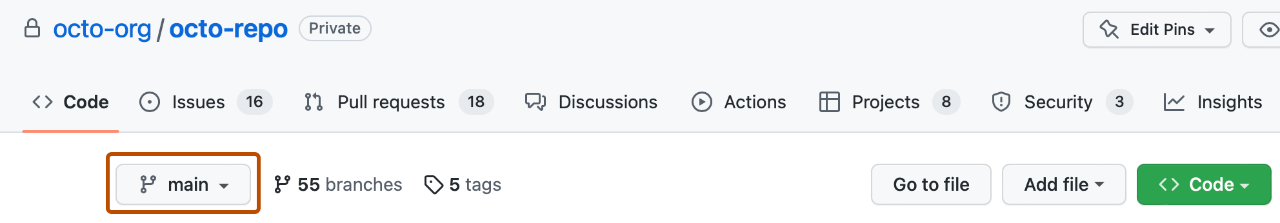 octo-org / octo-repo Private Edit Pins
Code Issues 16 Pull requests 18 Discussions Actions Projects 8 Security 3 Insights
main 55 branches 5 tags Go to file Add file Code